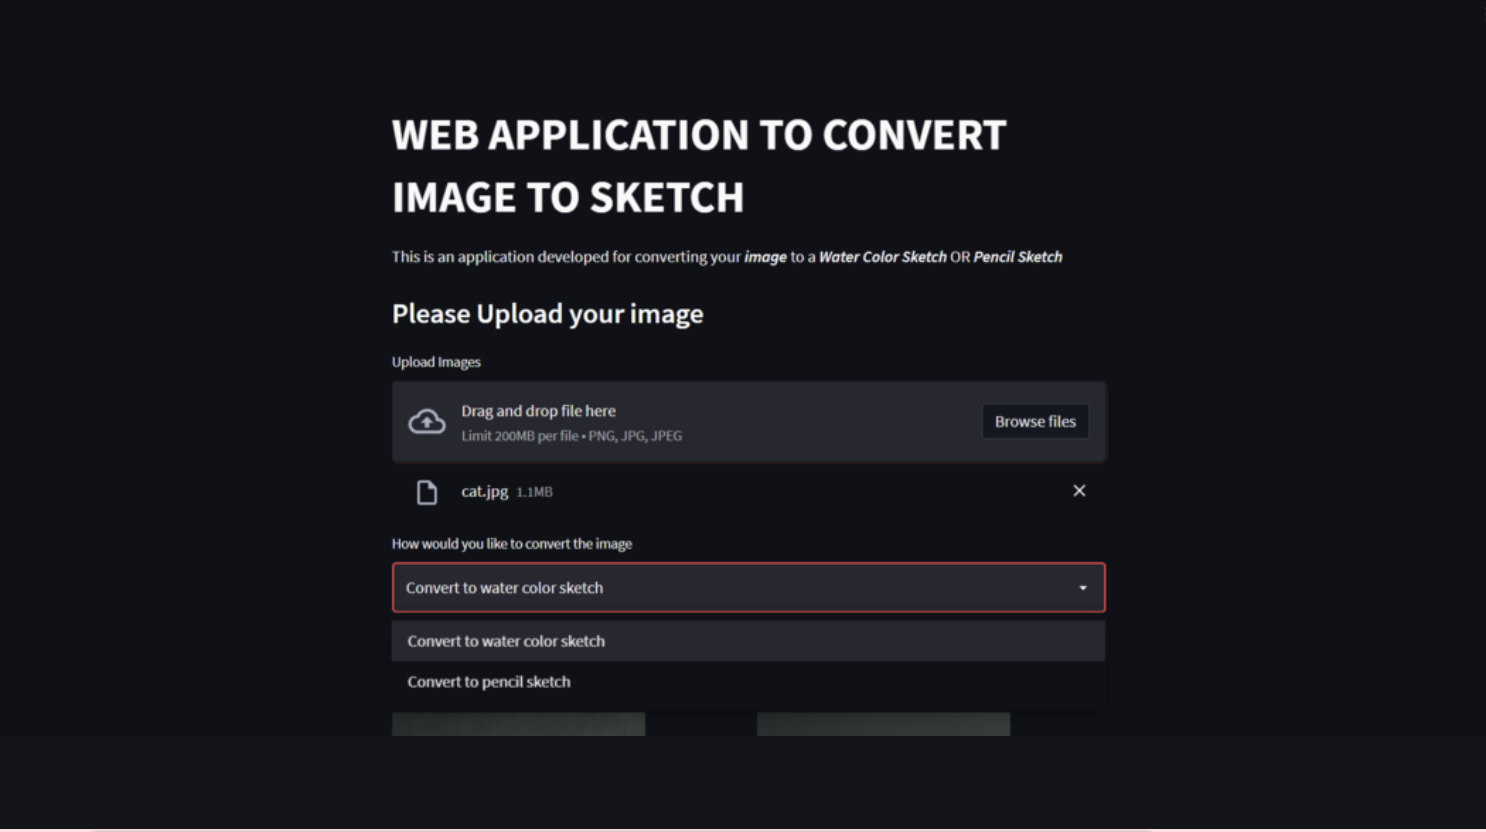 WEB APPLICATION TO CONVERT
IMAGE TO SKETCH
This is an application developed for converting your image to a Water Color Sketch OR Pencil Sketch
Please Upload your image
Upload Images
Drag and drop file here
Limit 200MB per file • PNG, JPG, JPEG
Browse files
cat.jpg 1.1MB
How would you like to convert the image
Convert to water color sketch
Convert to water color sketch
Convert to pencil sketch